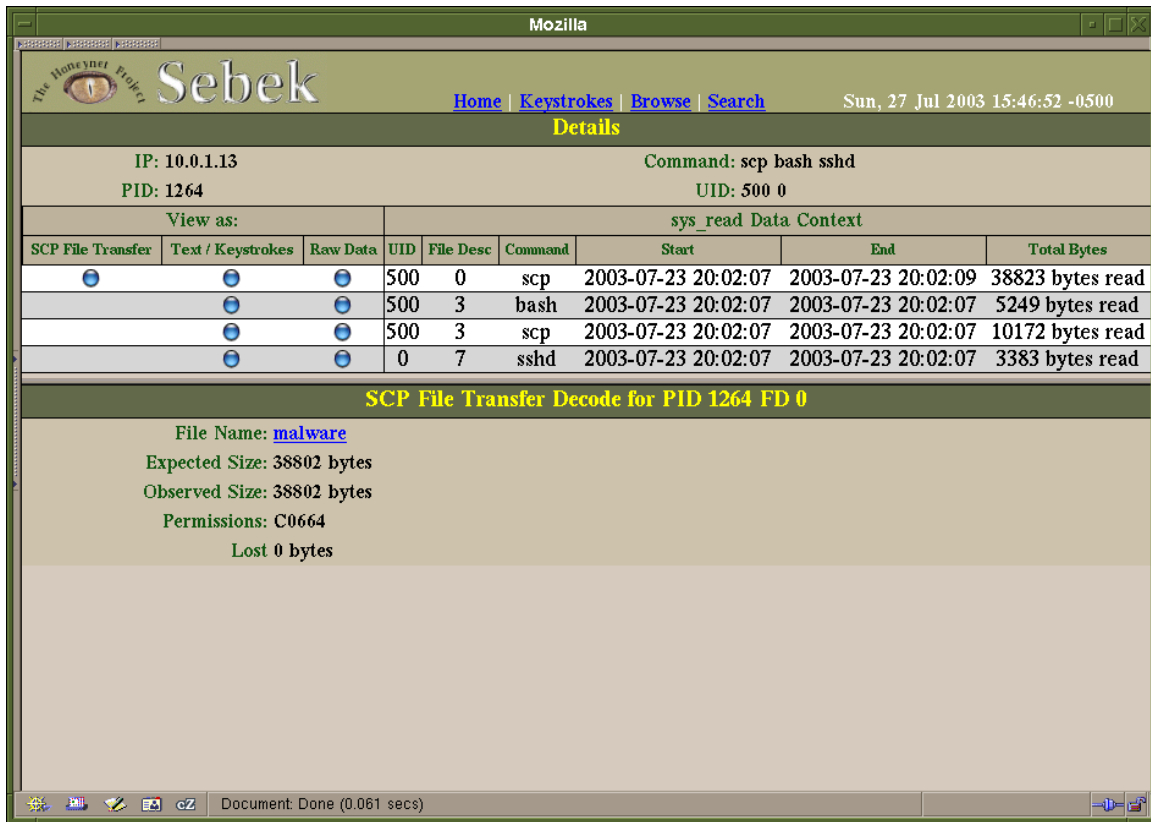 Mozilla
The Honeynet Project Sebek
Home | Keystrokes | Browse | Search Sun, 27 Jul 2003 15:46:52 -0500
Details
IP: 10.0.1.13 Command: scp bash sshd
PID: 1264 UID: 500 0
View as: sys_read Data Context
SCP File Transfer Text / Keystrokes Raw Data UID File Desc Command Start End Total Bytes
500 0 scp 2003-07-23 20:02:07 2003-07-23 20:02:09 38823 bytes read
500 3 bash 2003-07-23 20:02:07 2003-07-23 20:02:07 5249 bytes read
500 3 scp 2003-07-23 20:02:07 2003-07-23 20:02:07 10172 bytes read
0 7 sshd 2003-07-23 20:02:07 2003-07-23 20:02:07 3383 bytes read
SCP File Transfer Decode for PID 1264 FD 0
File Name: malware
Expected Size: 38802 bytes
Observed Size: 38802 bytes
Permissions: C0664
Lost 0 bytes
Document: Done (0.061 secs)